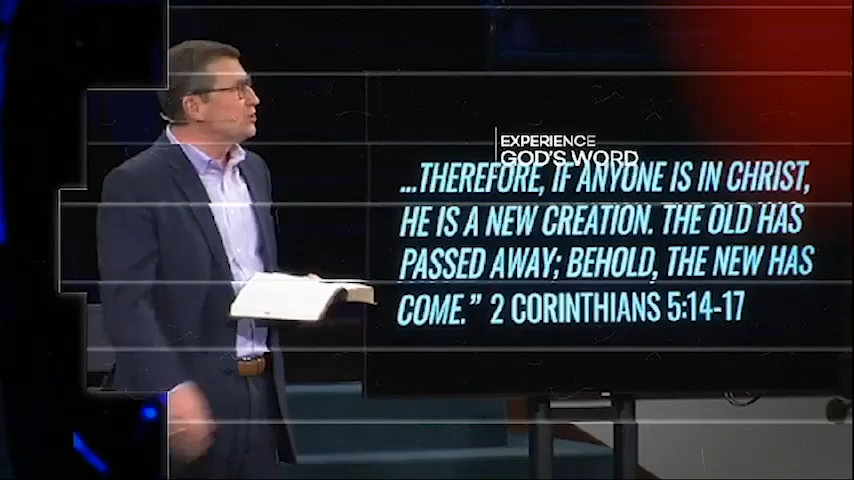 EXPERIENCE
GOD'S WORD
...THEREFORE, IF ANYONE IS IN CHRIST,
HE IS A NEW CREATION. THE OLD HAS
PASSED AWAY; BEHOLD, THE NEW HAS
COME.” 2 CORINTHIANS 5:14-17